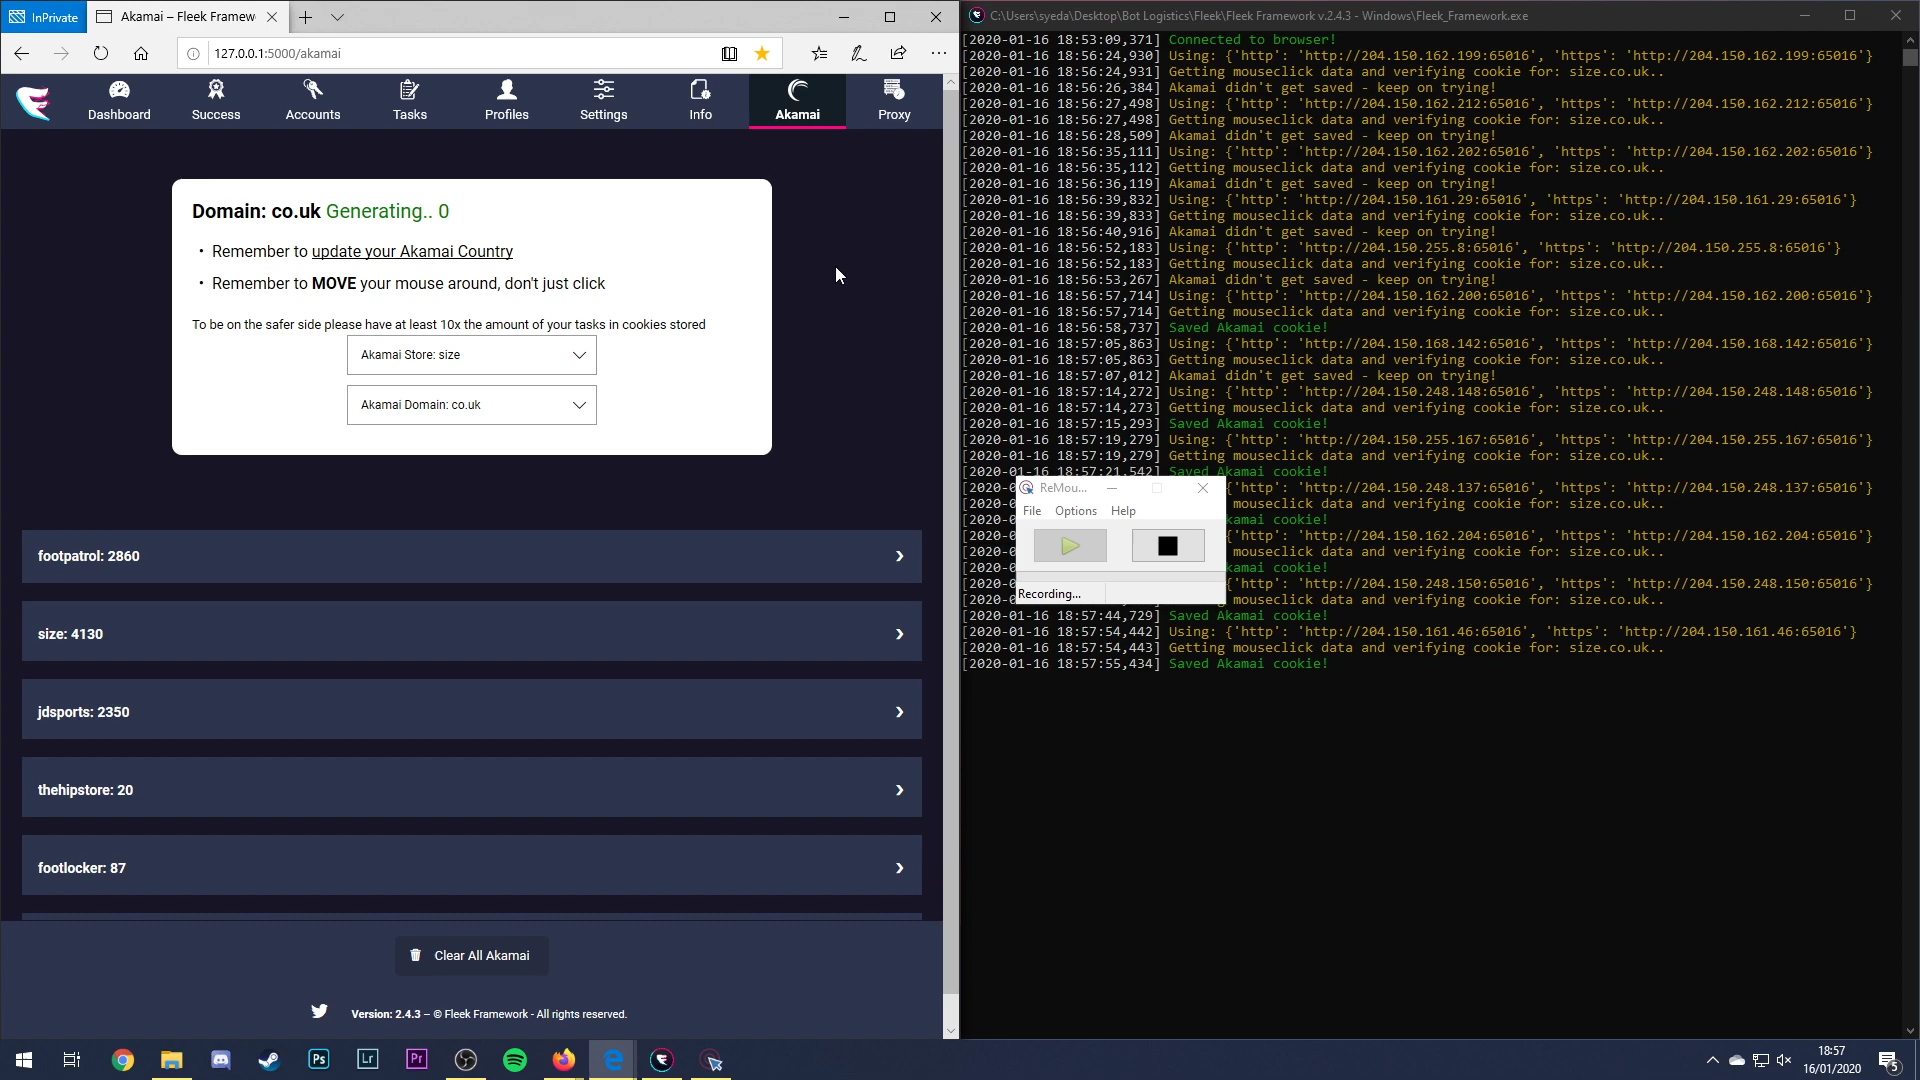 InPrivate
Akamai – Fleek Framew
127.0.0.1:5000/akamai
Dashboard
Success
Accounts
Tasks
Profiles
Settings
Info
Akamai
Proxy
Domain: co.uk Generating.. 0
• Remember to update your Akamai Country
• Remember to MOVE your mouse around, don't just click
To be on the safer side please have at least 10x the amount of your tasks in cookies stored
Akamai Store: size
Akamai Domain: co.uk
footpatrol: 2860
size: 4130
jdsports: 2350
thehipstore: 20
footlocker: 87
Clear All Akamai
Version: 2.4.3 – © Fleek Framework - All rights reserved.
C:\Users\syeda\Desktop\Bot Logistics\Fleek\Fleek Framework v.2.4.3 - Windows\Fleek_Framework.exe
[2020-01-16 18:53:09,371] Connected to browser!
[2020-01-16 18:56:24,930] Using: {'http': 'http://204.150.162.199:65016', 'https': 'http://204.150.162.199:65016'}
[2020-01-16 18:56:24,931] Getting mouseclick data and verifying cookie for: size.co.uk..
[2020-01-16 18:56:26,384] Akamai didn't get saved - keep on trying!
[2020-01-16 18:56:27,498] Using: {'http': 'http://204.150.162.212:65016', 'https': 'http://204.150.162.212:65016'}
[2020-01-16 18:56:27,498] Getting mouseclick data and verifying cookie for: size.co.uk..
[2020-01-16 18:56:28,509] Akamai didn't get saved - keep on trying!
[2020-01-16 18:56:35,111] Using: {'http': 'http://204.150.162.202:65016', 'https': 'http://204.150.162.202:65016'}
[2020-01-16 18:56:35,112] Getting mouseclick data and verifying cookie for: size.co.uk..
[2020-01-16 18:56:36,119] Akamai didn't get saved - keep on trying!
[2020-01-16 18:56:39,832] Using: {'http': 'http://204.150.161.29:65016', 'https': 'http://204.150.161.29:65016'}
[2020-01-16 18:56:39,833] Getting mouseclick data and verifying cookie for: size.co.uk..
[2020-01-16 18:56:40,916] Akamai didn't get saved - keep on trying!
[2020-01-16 18:56:52,183] Using: {'http': 'http://204.150.255.8:65016', 'https': 'http://204.150.255.8:65016'}
[2020-01-16 18:56:52,183] Getting mouseclick data and verifying cookie for: size.co.uk..
[2020-01-16 18:56:53,267] Akamai didn't get saved - keep on trying!
[2020-01-16 18:56:57,714] Using: {'http': 'http://204.150.162.200:65016', 'https': 'http://204.150.162.200:65016'}
[2020-01-16 18:56:57,714] Getting mouseclick data and verifying cookie for: size.co.uk..
[2020-01-16 18:56:58,737] Saved Akamai cookie!
[2020-01-16 18:57:05,863] Using: {'http': 'http://204.150.168.142:65016', 'https': 'http://204.150.168.142:65016'}
[2020-01-16 18:57:05,863] Getting mouseclick data and verifying cookie for: size.co.uk..
[2020-01-16 18:57:07,012] Akamai didn't get saved - keep on trying!
[2020-01-16 18:57:14,272] Using: {'http': 'http://204.150.248.148:65016', 'https': 'http://204.150.248.148:65016'}
[2020-01-16 18:57:14,273] Getting mouseclick data and verifying cookie for: size.co.uk..
[2020-01-16 18:57:15,293] Saved Akamai cookie!
[2020-01-16 18:57:19,279] Using: {'http': 'http://204.150.255.167:65016', 'https': 'http://204.150.255.167:65016'}
[2020-01-16 18:57:19,279] Getting mouseclick data and verifying cookie for: size.co.uk..
[2020-01-16 18:57:21,542] Saved Akamai cookie!
[2020-0 {'http': 'http://204.150.248.137:65016', 'https': 'http://204.150.248.137:65016'}
[2020-0 mouseclick data and verifying cookie for: size.co.uk..
[2020-0 kamai cookie!
[2020-0 {'http': 'http://204.150.162.204:65016', 'https': 'http://204.150.162.204:65016'}
[2020-0 mouseclick data and verifying cookie for: size.co.uk..
[2020-0 kamai cookie!
[2020-0 {'http': 'http://204.150.248.150:65016', 'https': 'http://204.150.248.150:65016'}
[2020-0 mouseclick data and verifying cookie for: size.co.uk..
[2020-01-16 18:57:44,729] Saved Akamai cookie!
[2020-01-16 18:57:54,442] Using: {'http': 'http://204.150.161.46:65016', 'https': 'http://204.150.161.46:65016'}
[2020-01-16 18:57:54,443] Getting mouseclick data and verifying cookie for: size.co.uk..
[2020-01-16 18:57:55,434] Saved Akamai cookie!
ReMou...
File Options Help
Recording...
Ps
Lr
Pr
18:57
16/01/2020
5